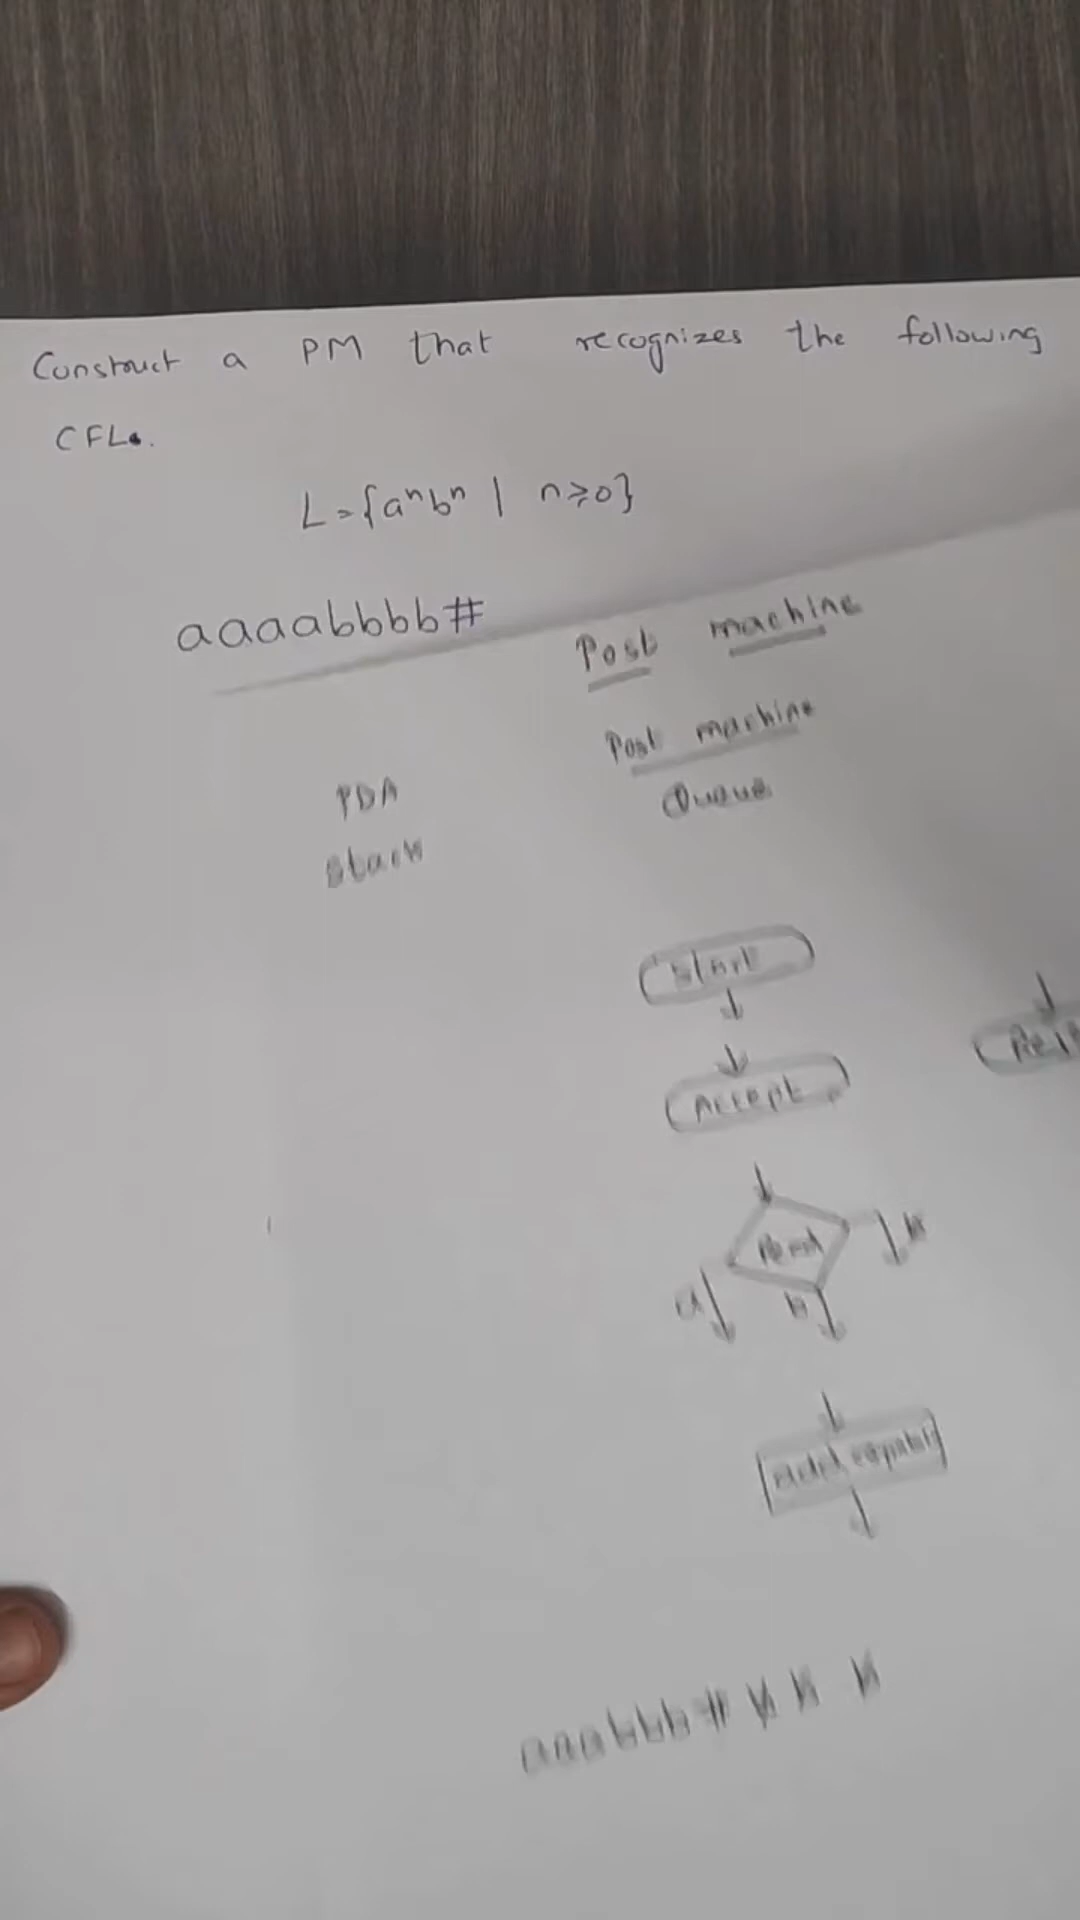 Construct a PM that recognizes the following
CFL.
L = {aⁿbⁿ | n ≥ 0}
aaaabbbb#
Post machine
Post machine
PDA Queue
stack
Start
Accept
Read
a b
Add
aaabbb#